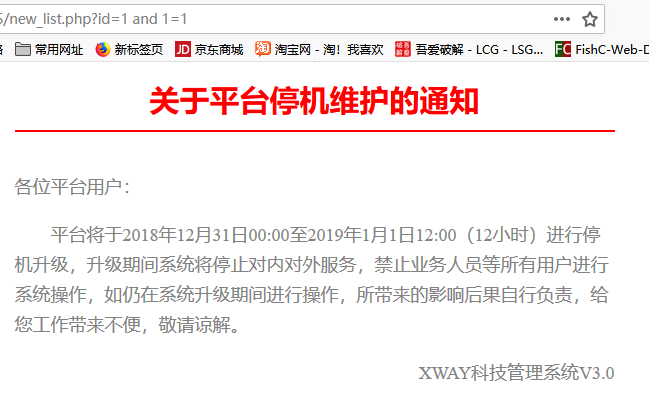 5/new_list.php?id=1 and 1=1
常用网址 新标签页 JD 京东商城 淘 淘宝网 - 淘！我喜欢 吾爱破解 - LCG - LSG... FC FishC-Web-D
关于平台停机维护的通知
各位平台用户：
平台将于2018年12月31日00:00至2019年1月1日12:00（12小时）进行停
机升级，升级期间系统将停止对内对外服务，禁止业务人员等所有用户进行
系统操作，如仍在系统升级期间进行操作，所带来的影响后果自行负责，给
您工作带来不便，敬请谅解。
XWAY科技管理系统V3.0